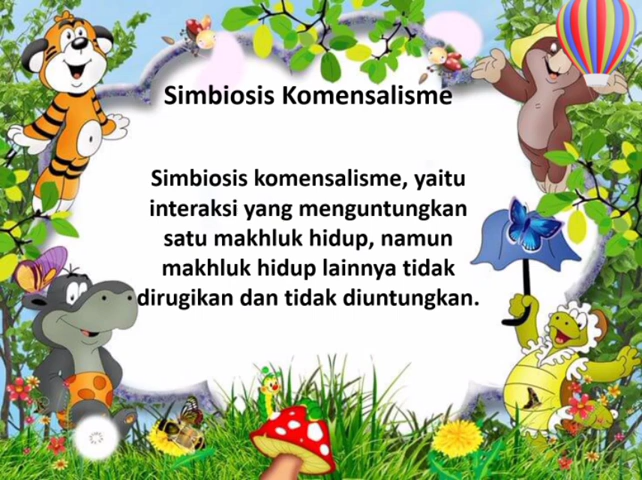 Simbiosis Komensalisme
Simbiosis komensalisme, yaitu
interaksi yang menguntungkan
satu makhluk hidup, namun
makhluk hidup lainnya tidak
dirugikan dan tidak diuntungkan.